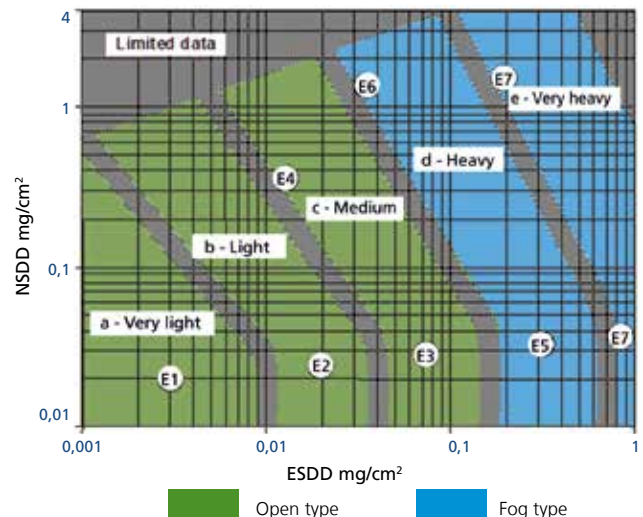 4
Limited data
E6
E7
1
e - Very heavy
d - Heavy
E4
c - Medium
b - Light
NSDD mg/cm²
0,1
a - Very light
E7
E5
E3
E2
E1
0,01
0,001
0,01
0,1
1
ESDD mg/cm²
Open type
Fog type